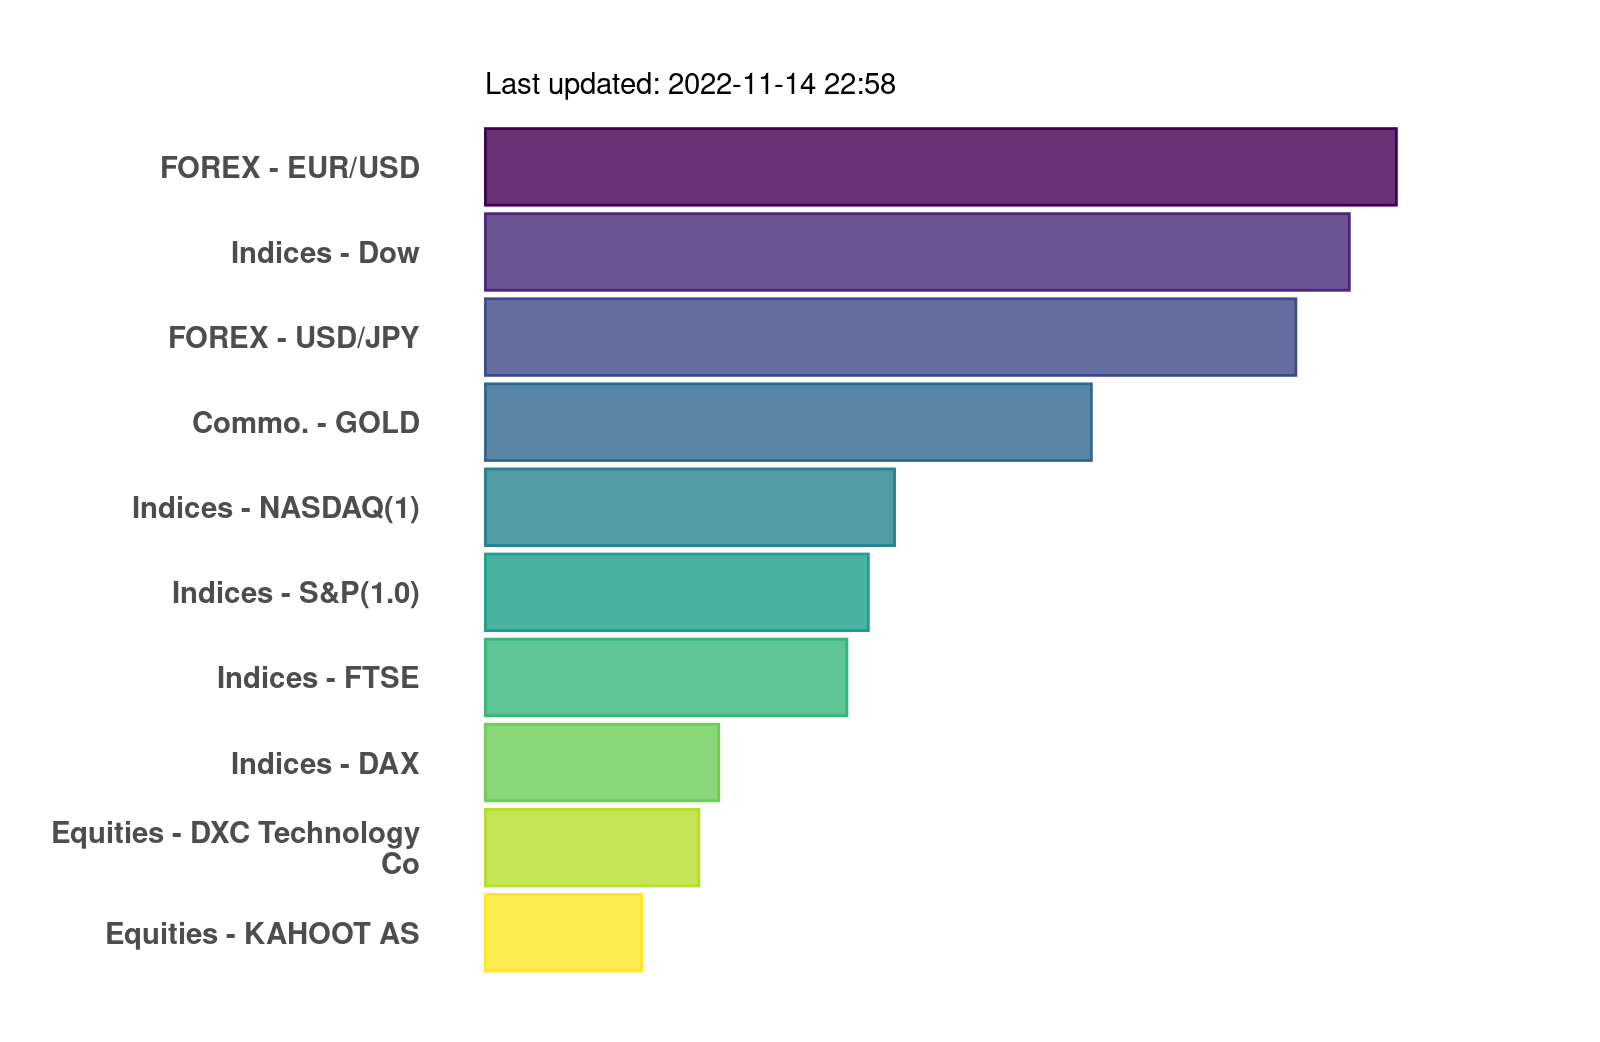 Last updated: 2022-11-14 22:58
FOREX - EUR/USD
Indices - Dow
FOREX - USD/JPY
Commo. - GOLD
Indices - NASDAQ(1)
Indices - S&P(1.0)
Indices - FTSE
Indices - DAX
Equities - DXC Technology
Co
Equities - KAHOOT AS